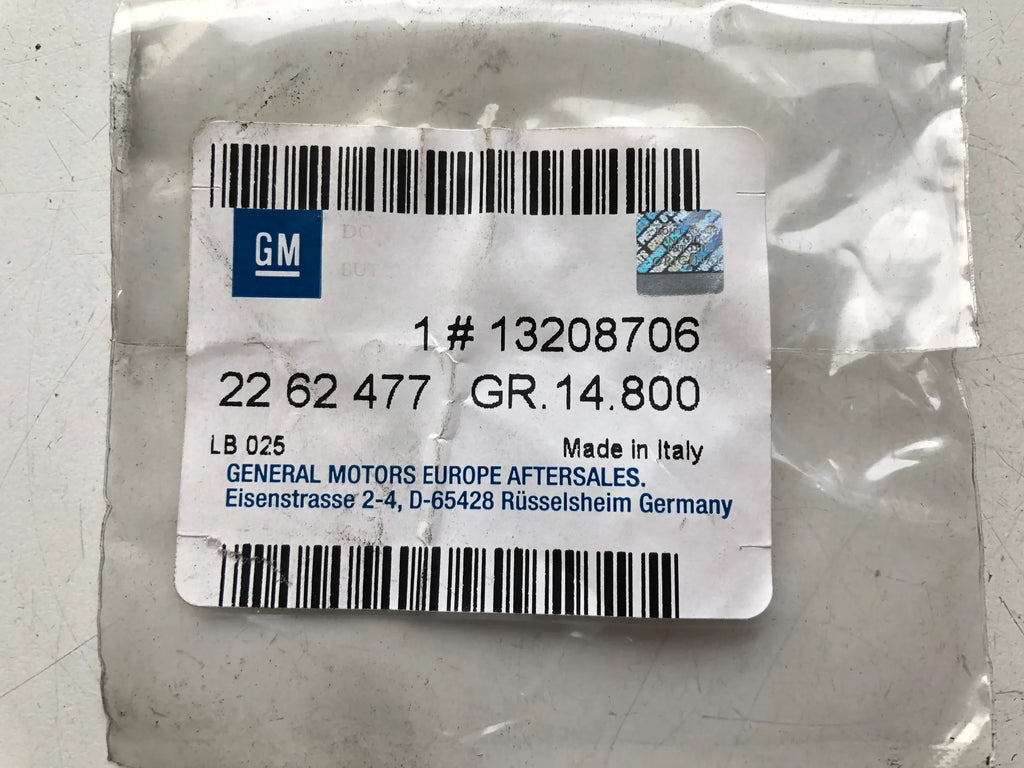 GM
1 # 13208706
22 62 477 GR.14.800
LB 025 Made in Italy
GENERAL MOTORS EUROPE AFTERSALES.
Eisenstrasse 2-4, D-65428 Rüsselsheim Germany